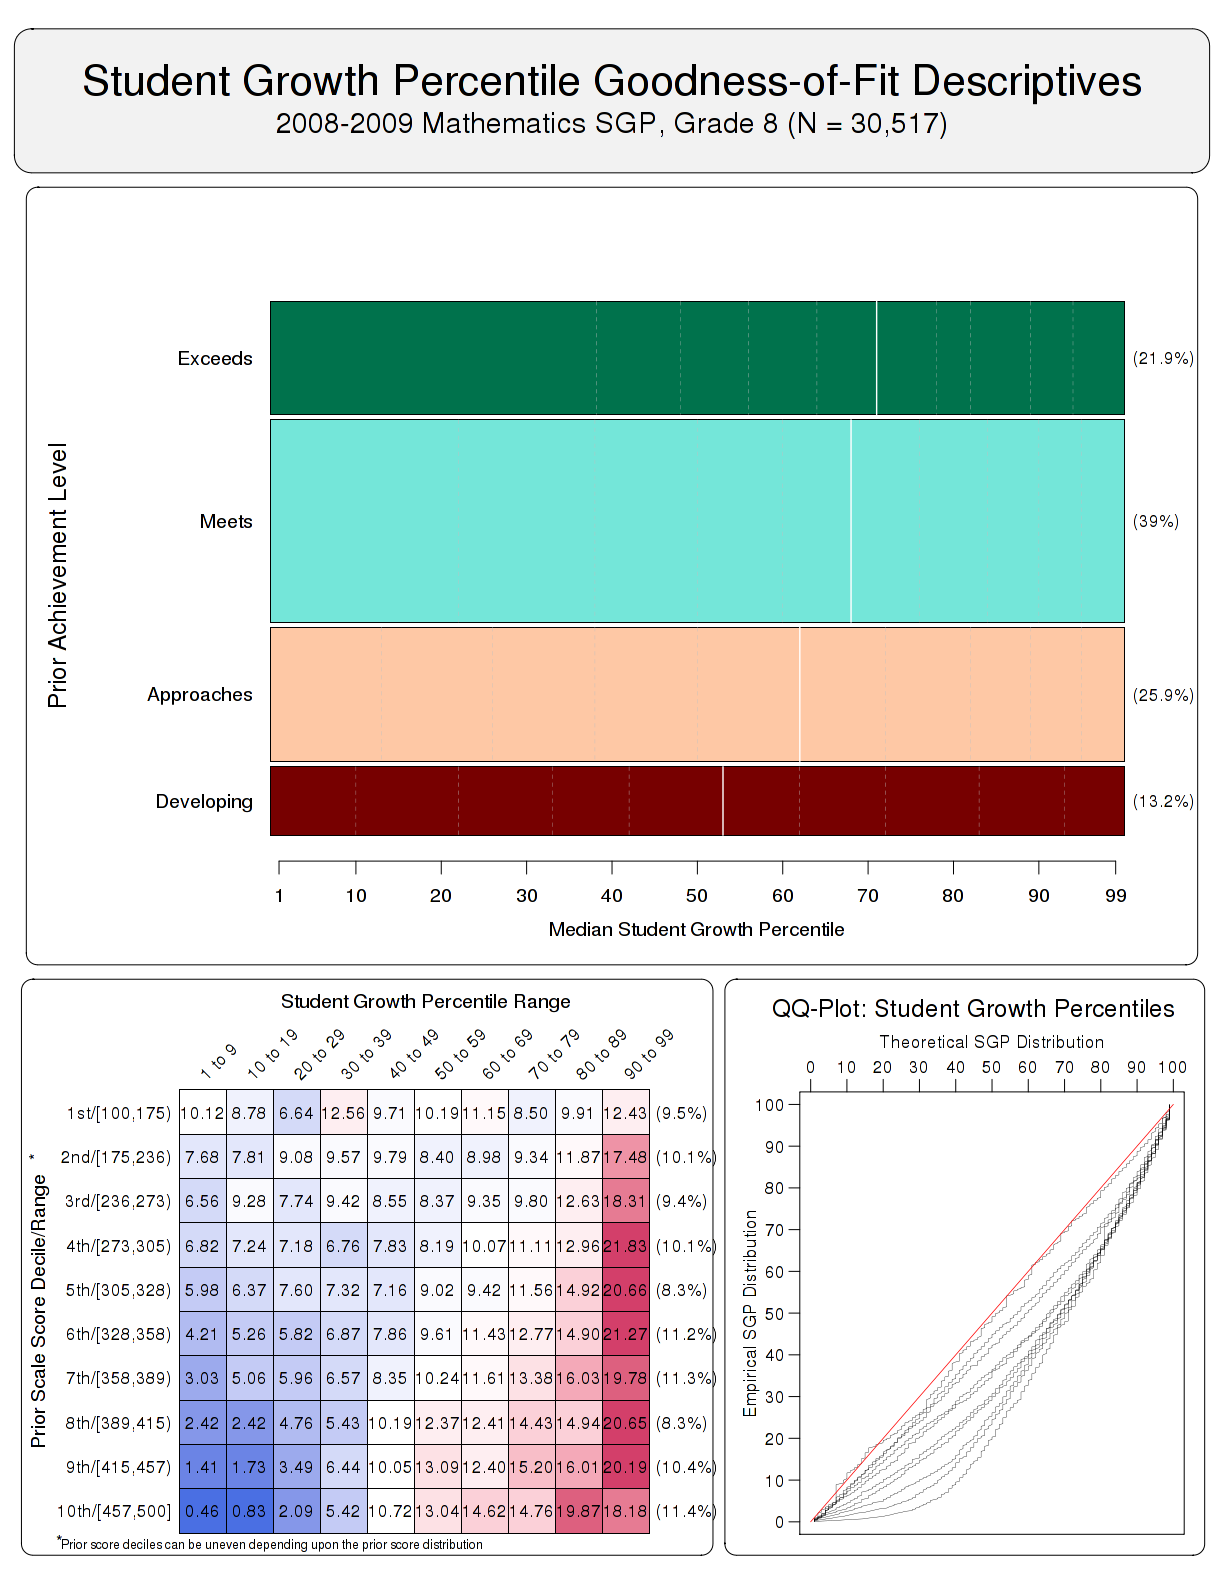 Student Growth Percentile Goodness-of-Fit Descriptives
2008-2009 Mathematics SGP, Grade 8 (N = 30,517)
Prior Achievement Level
Exceeds (21.9%)
Meets (39%)
Approaches (25.9%)
Developing (13.2%)
1 10 20 30 40 50 60 70 80 90 99
Median Student Growth Percentile
Student Growth Percentile Range
1 to 9 10 to 19 20 to 29 30 to 39 40 to 49 50 to 59 60 to 69 70 to 79 80 to 89 90 to 99
Prior Scale Score Decile/Range *
1st/[100,175) 10.12 8.78 6.64 12.56 9.71 10.19 11.15 8.50 9.91 12.43 (9.5%)
2nd/[175,236) 7.68 7.81 9.08 9.57 9.79 8.40 8.98 9.34 11.87 17.48 (10.1%)
3rd/[236,273) 6.56 9.28 7.74 9.42 8.55 8.37 9.35 9.80 12.63 18.31 (9.4%)
4th/[273,305) 6.82 7.24 7.18 6.76 7.83 8.19 10.07 11.11 12.96 21.83 (10.1%)
5th/[305,328) 5.98 6.37 7.60 7.32 7.16 9.02 9.42 11.56 14.92 20.66 (8.3%)
6th/[328,358) 4.21 5.26 5.82 6.87 7.86 9.61 11.43 12.77 14.90 21.27 (11.2%)
7th/[358,389) 3.03 5.06 5.96 6.57 8.35 10.24 11.61 13.38 16.03 19.78 (11.3%)
8th/[389,415) 2.42 2.42 4.76 5.43 10.19 12.37 12.41 14.43 14.94 20.65 (8.3%)
9th/[415,457) 1.41 1.73 3.49 6.44 10.05 13.09 12.40 15.20 16.01 20.19 (10.4%)
10th/[457,500] 0.46 0.83 2.09 5.42 10.72 13.04 14.62 14.76 19.87 18.18 (11.4%)
*Prior score deciles can be uneven depending upon the prior score distribution
QQ-Plot: Student Growth Percentiles
Theoretical SGP Distribution
0 10 20 30 40 50 60 70 80 90 100
Empirical SGP Distribution
100
90
80
70
60
50
40
30
20
10
0